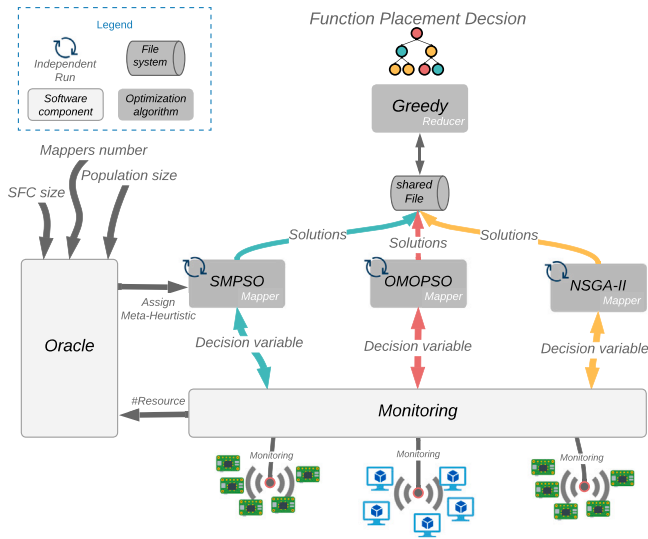 Function Placement Decsion
Legend
Independent
Run
File
system
Software
component
Optimization
algorithm
Greedy
Reducer
Mappers number
Population size
SFC size
shared
File
Solutions
Solutions
Solutions
SMPSO
Mapper
OMOPSO
Mapper
NSGA-II
Mapper
Assign
Meta-Heurtistic
Oracle
Decision variable
Decision variable
Decision variable
#Resource
Monitoring
Monitoring
Monitoring
Monitoring